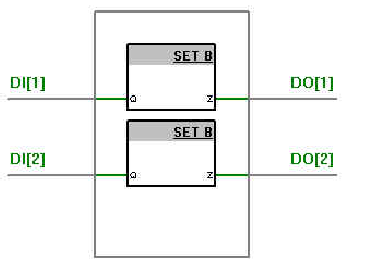 SET B
DI[1] a z DO[1]
SET B
DI[2] a z DO[2]